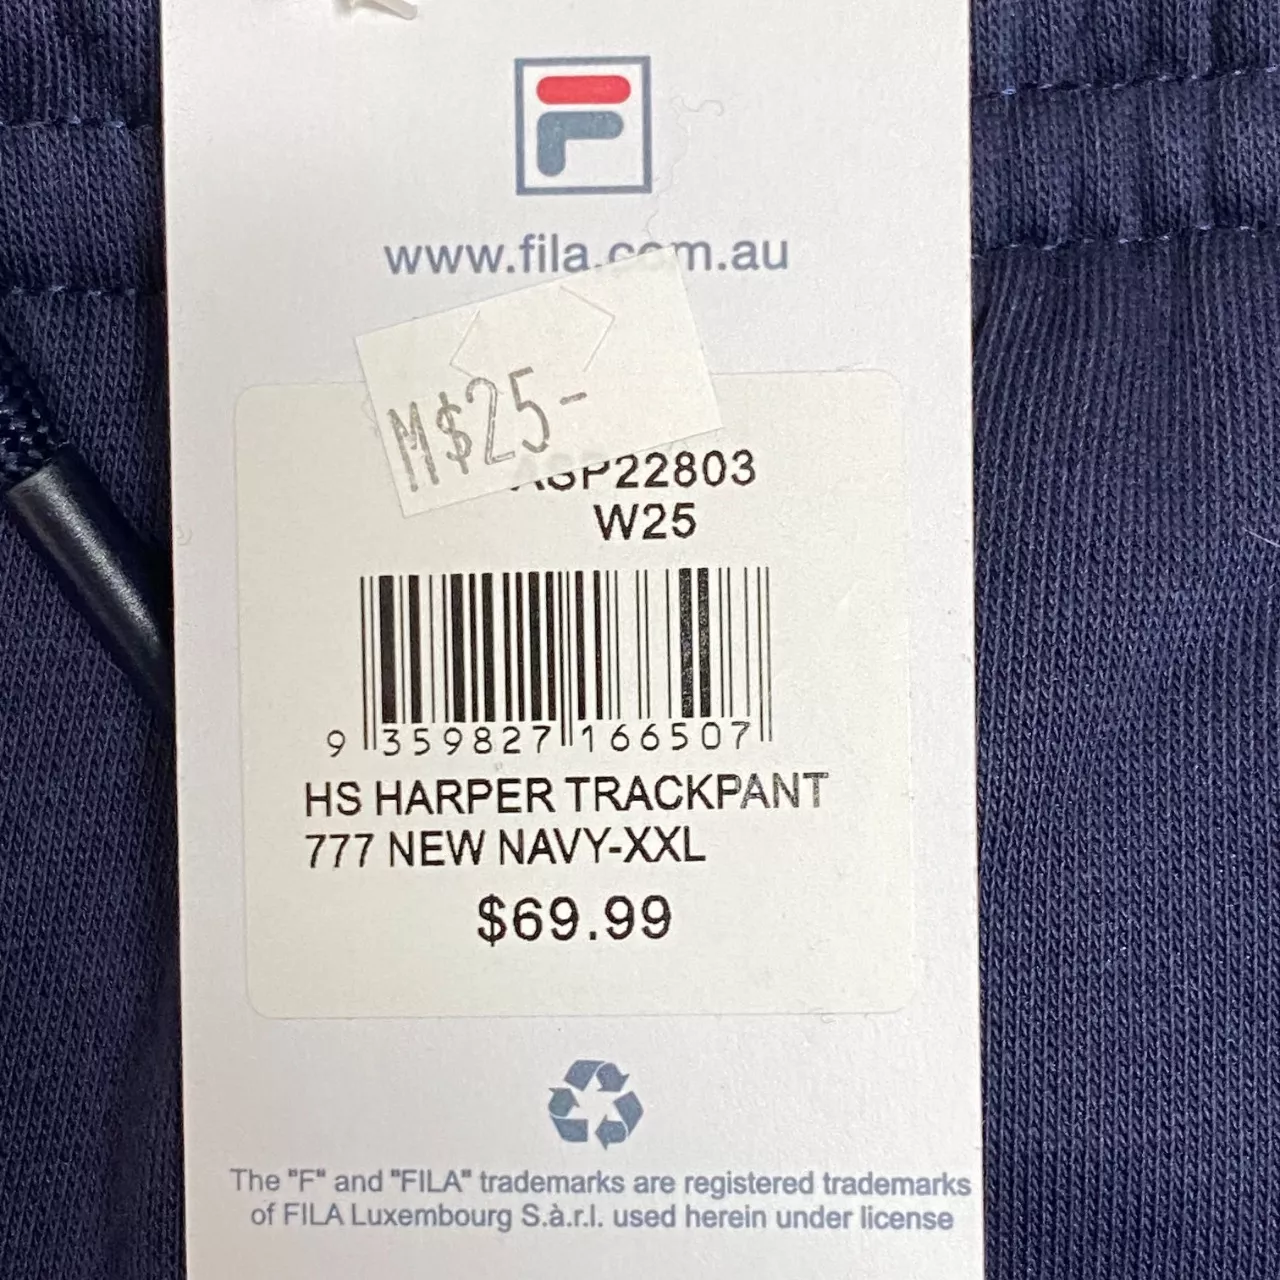 www.fila.com.au
M$25-
ASP22803
W25
9 359827 166507
HS HARPER TRACKPANT
777 NEW NAVY-XXL
$69.99
The "F" and "FILA" trademarks are registered trademarks
of FILA Luxembourg S.à.r.l. used herein under license